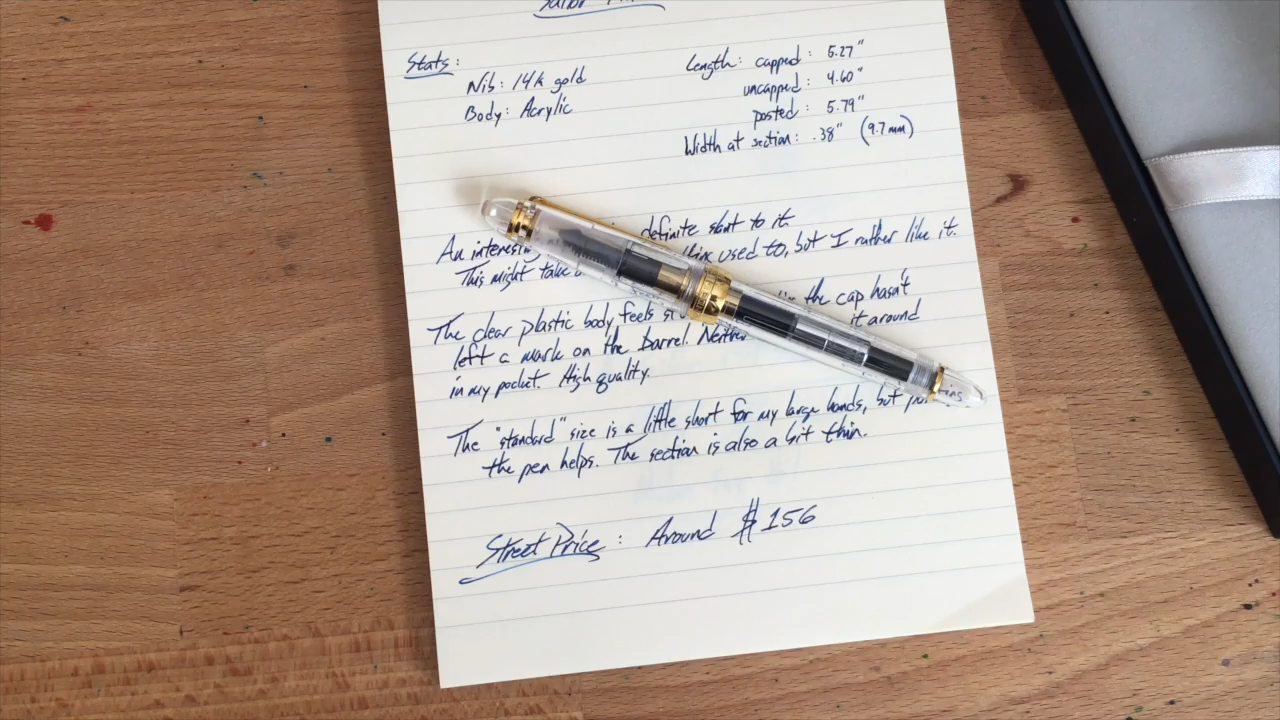 Sailor
Stats:
Nib: 14k gold
Body: Acrylic
Length: capped: 5.27"
uncapped: 4.60"
posted: 5.79"
Width at section: .38" (9.7mm)
An definite slant to it.
This might take used to, but I rather like it.
The clear plastic body feels the cap hasn't
left a mark on the barrel. Neither it around
in my pocket. High quality.
The "standard" size is a little short for my large hands, but
the pen helps. The section is also a bit thin.
Street Price: Around $156